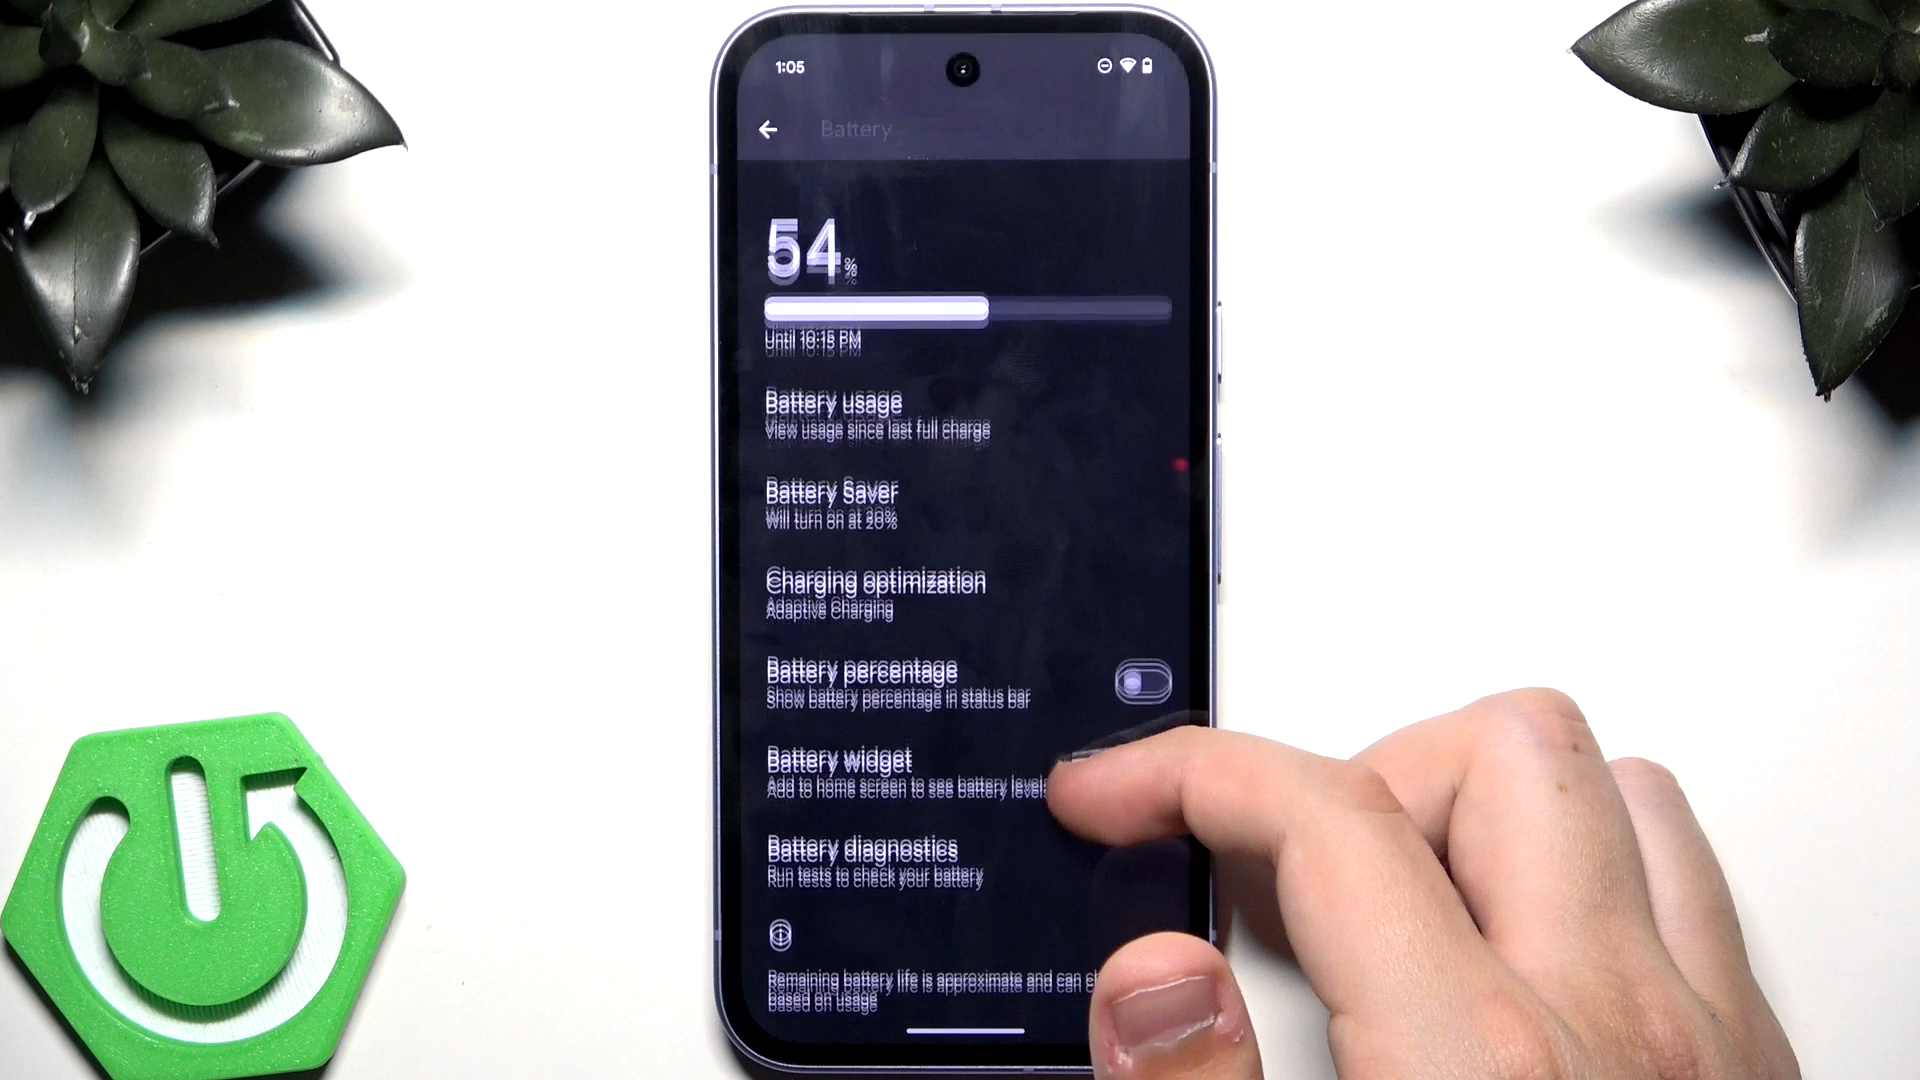 1:05
Battery
54%
Until 10:15 PM
Battery usage
View usage since last full charge
Battery Saver
Will turn on at 20%
Charging optimization
Adaptive Charging
Battery percentage
Show battery percentage in status bar
Battery widget
Add to home screen to see battery levels
Battery diagnostics
Run tests to check your battery
Remaining battery life is approximate and can
based on usage